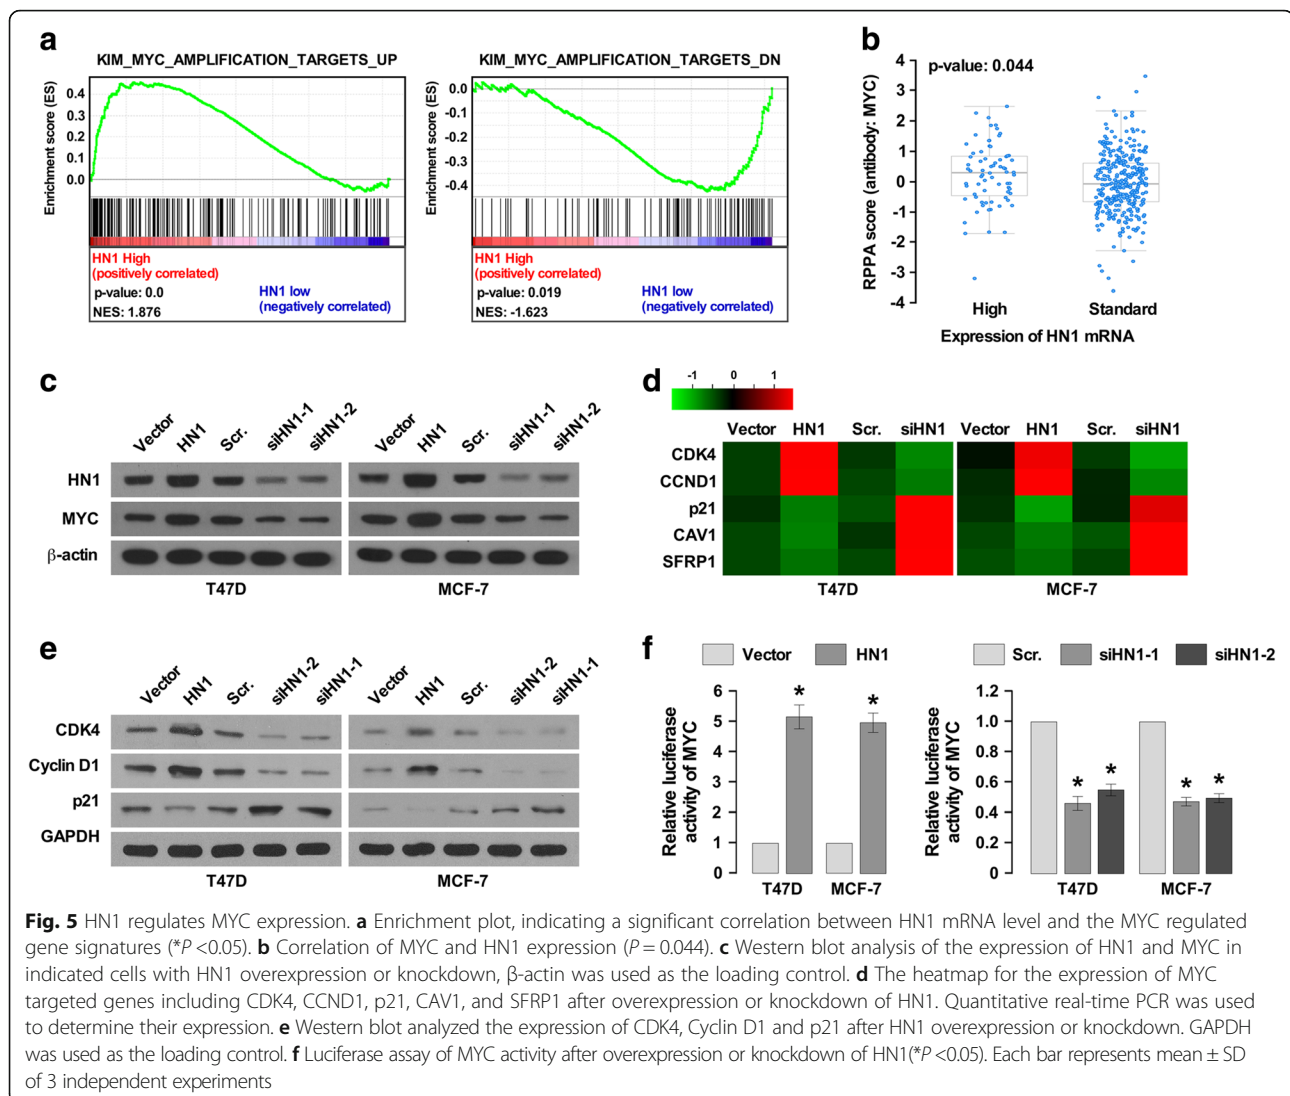 a
KIM_MYC_AMPLIFICATION_TARGETS_UP
Enrichment score (ES)
0.4
0.3
0.2
0.1
0.0
HN1 High
(positively correlated)
p-value: 0.0
NES: 1.876
HN1 low
(negatively correlated)
KIM_MYC_AMPLIFICATION_TARGETS_DN
Enrichment score (ES)
0.0
-0.1
-0.2
-0.3
-0.4
HN1 High
(positively correlated)
p-value: 0.019
NES: -1.623
HN1 low
(negatively correlated)
b
p-value: 0.044
RPPA score (antibody: MYC)
4
3
2
1
0
-1
-2
-3
-4
High Standard
Expression of HN1 mRNA
c
Vector HN1 Scr. siHN1-1 siHN1-2 Vector HN1 Scr. siHN1-1 siHN1-2
HN1
MYC
β-actin
T47D MCF-7
d
-1 0 1
Vector HN1 Scr. siHN1 Vector HN1 Scr. siHN1
CDK4
CCND1
p21
CAV1
SFRP1
T47D MCF-7
e
Vector HN1 Scr. siHN1-2 siHN1-1 Vector HN1 Scr. siHN1-2 siHN1-1
CDK4
Cyclin D1
p21
GAPDH
T47D MCF-7
f
Vector HN1
Relative luciferase
activity of MYC
6
5
4
3
2
1
0
* *
T47D MCF-7
Scr. siHN1-1 siHN1-2
Relative luciferase
activity of MYC
1.2
1.0
0.8
0.6
0.4
0.2
0
* * * *
T47D MCF-7
Fig. 5 HN1 regulates MYC expression. a Enrichment plot, indicating a significant correlation between HN1 mRNA level and the MYC regulated
gene signatures (*P <0.05). b Correlation of MYC and HN1 expression (P = 0.044). c Western blot analysis of the expression of HN1 and MYC in
indicated cells with HN1 overexpression or knockdown, β-actin was used as the loading control. d The heatmap for the expression of MYC
targeted genes including CDK4, CCND1, p21, CAV1, and SFRP1 after overexpression or knockdown of HN1. Quantitative real-time PCR was used
to determine their expression. e Western blot analyzed the expression of CDK4, Cyclin D1 and p21 after HN1 overexpression or knockdown. GAPDH
was used as the loading control. f Luciferase assay of MYC activity after overexpression or knockdown of HN1(*P <0.05). Each bar represents mean ± SD
of 3 independent experiments